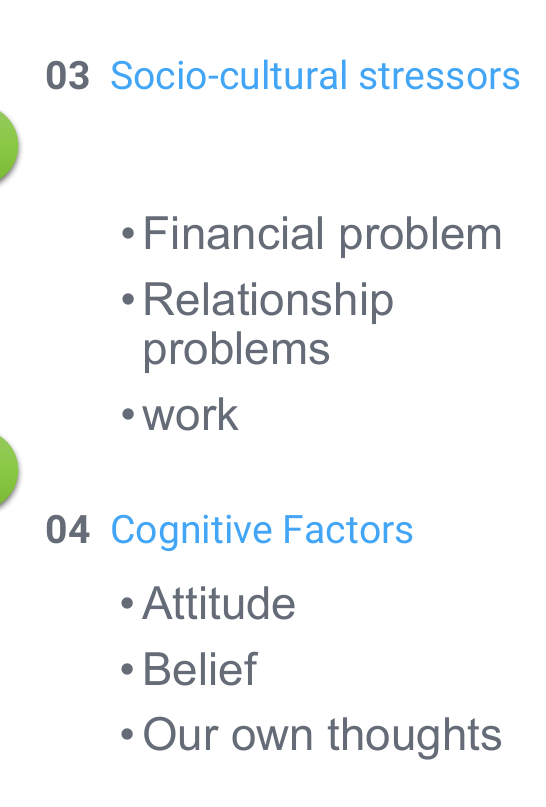 03 Socio-cultural stressors
• Financial problem
• Relationship
problems
• work
04 Cognitive Factors
• Attitude
• Belief
• Our own thoughts